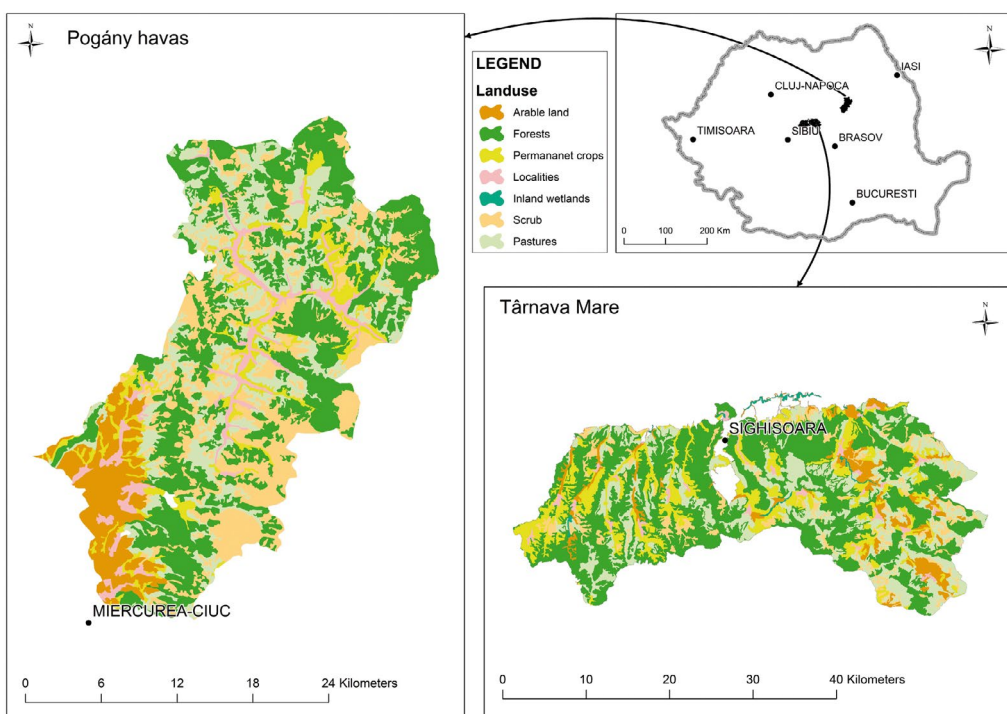 N
Pogány havas
MIERCUREA-CIUC
0 6 12 18 24 Kilometers
LEGEND
Landuse
Arable land
Forests
Permananet crops
Localities
Inland wetlands
Scrub
Pastures
N
IASI
CLUJ-NAPOCA
TIMISOARA
SIBIU
BRASOV
BUCURESTI
0 100 200 Km
Târnava Mare
N
SIGHISOARA
0 10 20 30 40 Kilometers